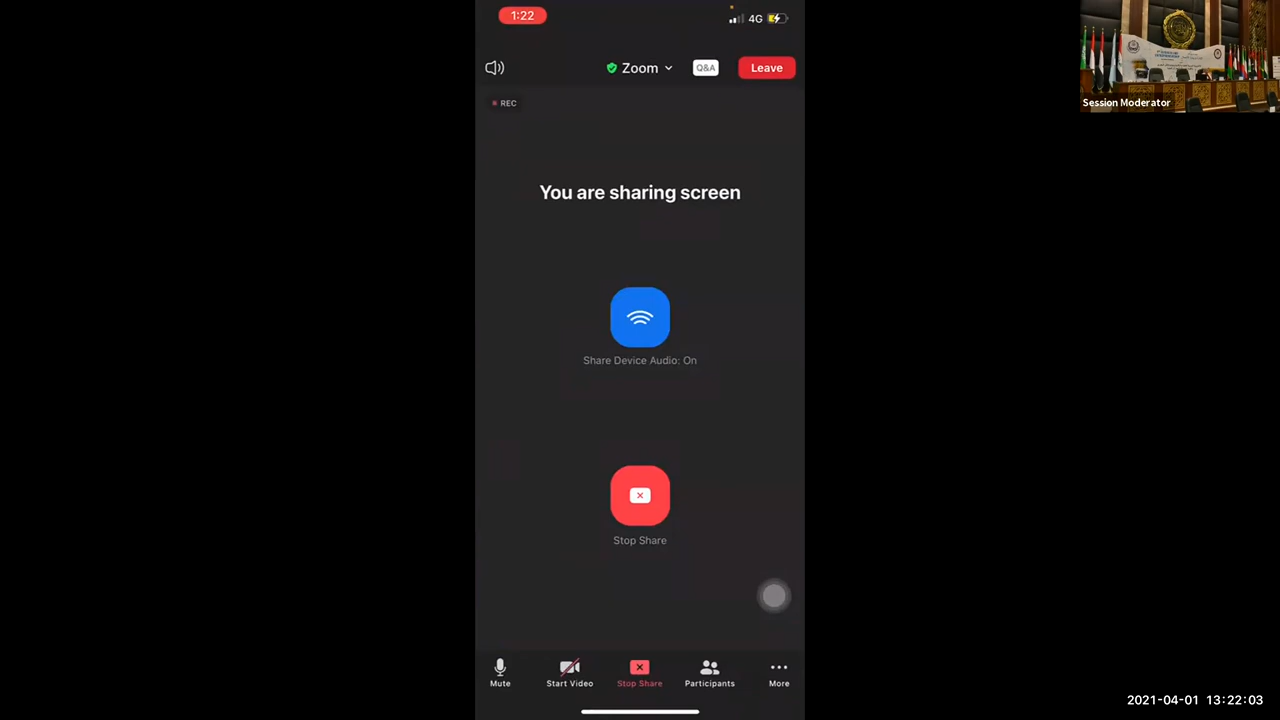 1:22
4G
Zoom
Q&A
Leave
REC
You are sharing screen
Share Device Audio: On
Stop Share
Mute
Start Video
Stop Share
Participants
More
Session Moderator
2021-04-01 13:22:03